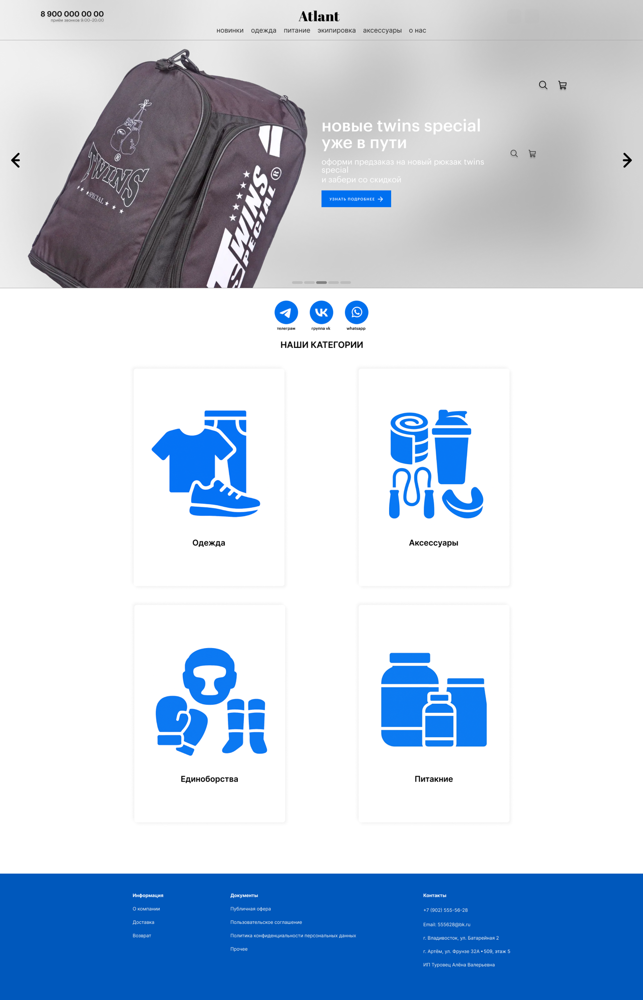 8 900 000 00 00
приём звонков 9:00–20:00
Atlant
новинки одежда питание экипировка аксессуары о нас
TWINS
®
SPECIAL
TWINS
SPECIAL
®
новые twins special
уже в пути
оформи предзаказ на новый рюкзак twins
special
и забери со скидкой
УЗНАТЬ ПОДРОБНЕЕ
телеграм
группа vk
whatsapp
НАШИ КАТЕГОРИИ
Одежда
Аксессуары
Единоборства
Питакние
Информация
О компании
Доставка
Возврат
Документы
Публичная офера
Пользовательское соглашение
Политика конфиденциальности персональных данных
Прочее
Контакты
+7 (902) 555-56-28
Email: 555628@bk.ru
г. Владивосток, ул. Батарейная 2
г. Артём, ул. Фрунзе 32А • 509, этаж 5
ИП Туровец Алёна Валерьевна